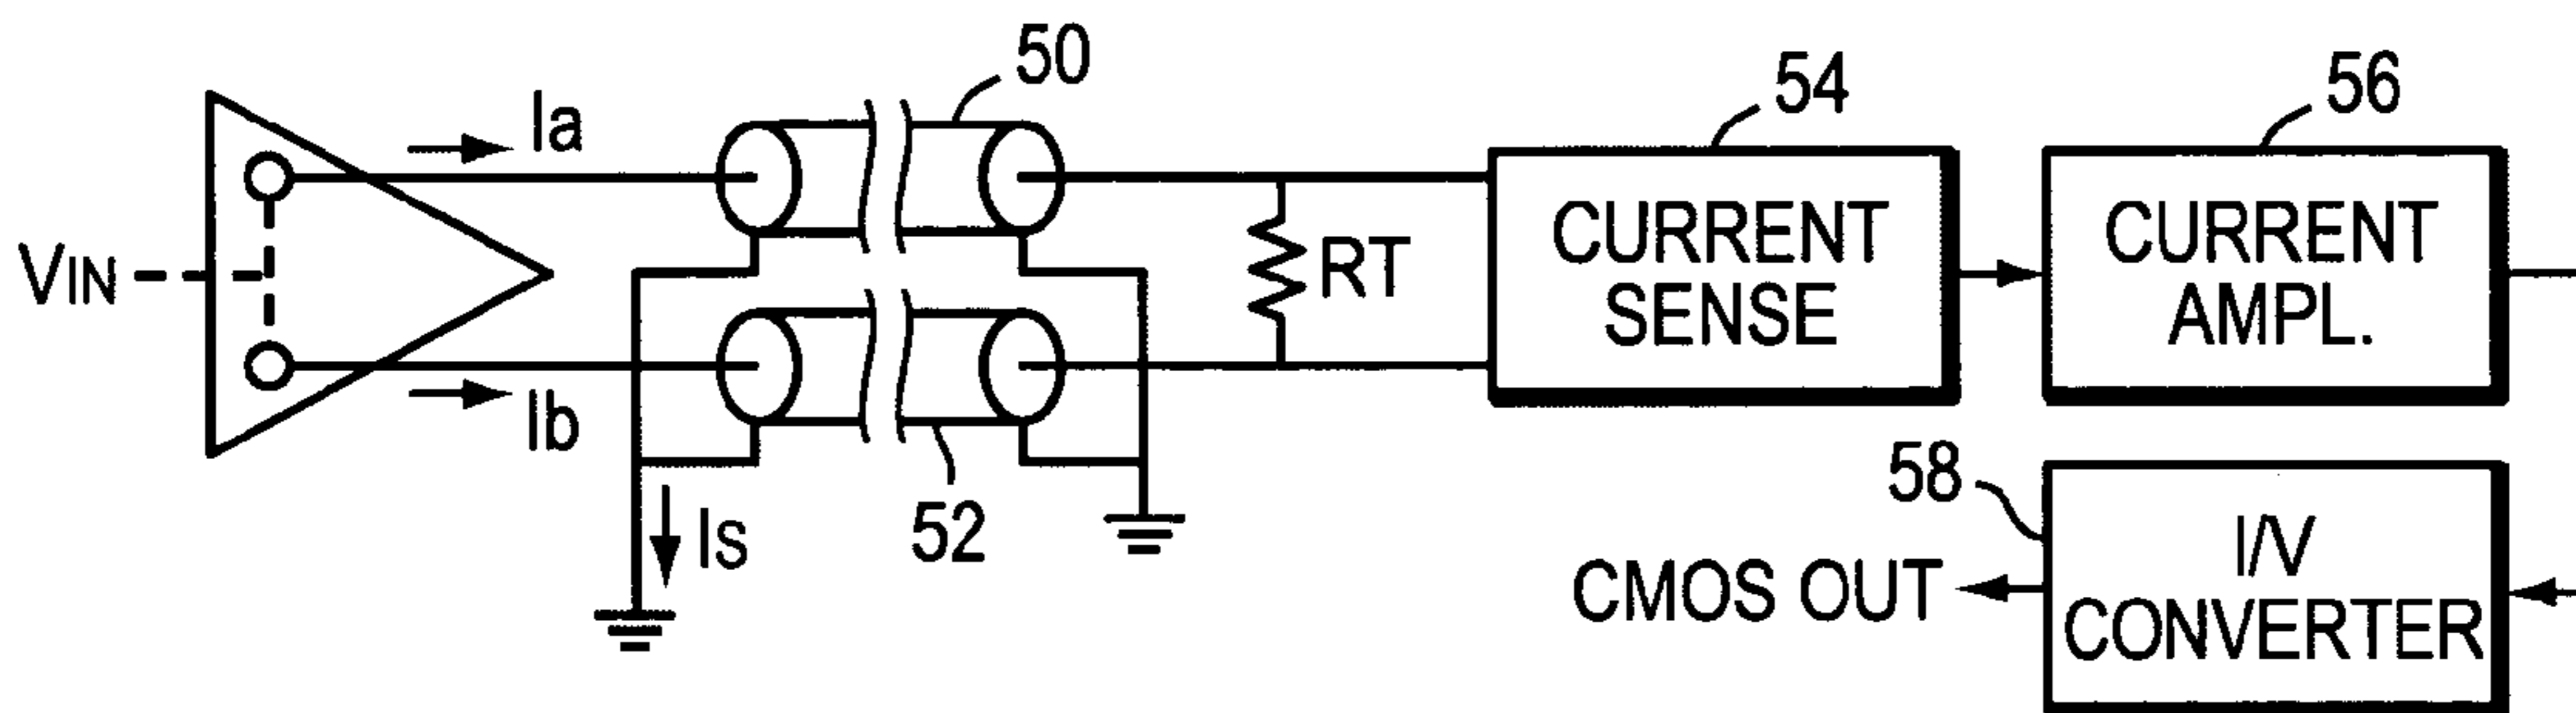 50
54
56
Ia
VIN
RT
CURRENT
SENSE
CURRENT
AMPL.
Ib
52
Is
58
I/V
CONVERTER
CMOS OUT